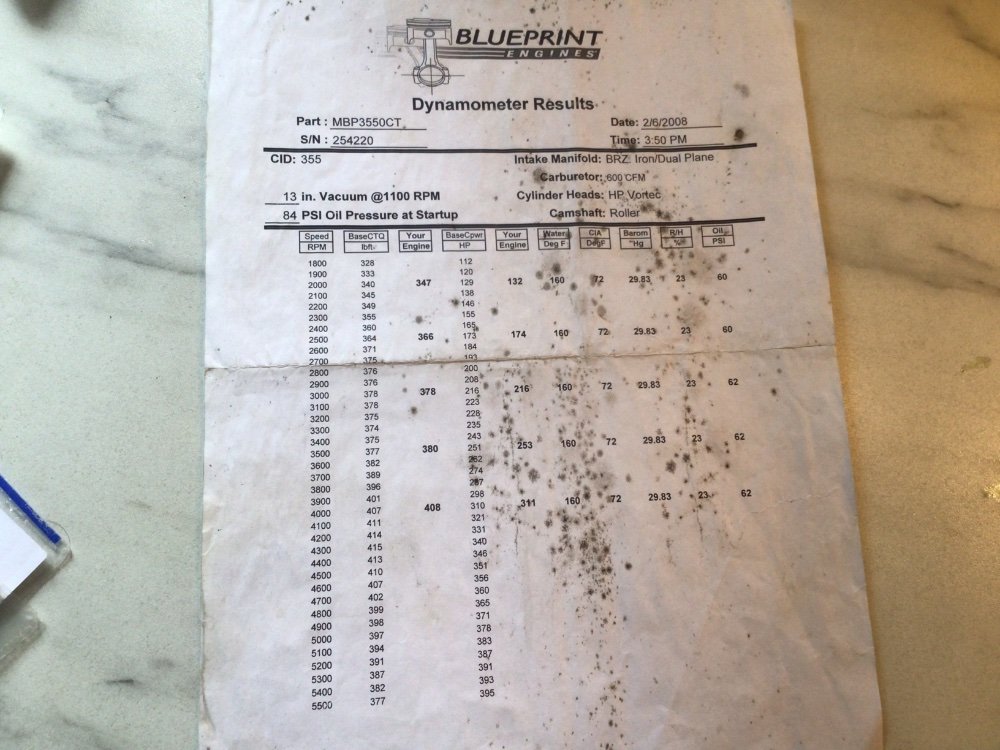 BLUEPRINT
ENGINES
Dynamometer Results
Part : MBP3550CT Date: 2/6/2008
S/N : 254220 Time: 3:50 PM
CID: 355 Intake Manifold: BRZ: Iron/Dual Plane
Carburetor: 600 CFM
13 in. Vacuum @1100 RPM Cylinder Heads: HP Vortec
84 PSI Oil Pressure at Startup Camshaft: Roller
Speed BaseCTQ Your BaseCpwr Your Water CIA Barom R/H Oil
RPM lbft- Engine HP Engine Deg F DegF "Hg % PSI
1800 328 112
1900 333 120
2000 340 347 129 132 160 72 29.83 23 60
2100 345 138
2200 349 146
2300 355 155
2400 360 165
2500 364 366 173 174 160 72 29.83 23 60
2600 371 184
2700 375 193
2800 376 200
2900 376 208
3000 378 378 216 216 160 72 29.83 23 62
3100 378 223
3200 375 228
3300 374 235
3400 375 243
3500 377 380 251 253 160 72 29.83 23 62
3600 382 262
3700 389 274
3800 396 287
3900 401 298
4000 407 408 310 311 160 72 29.83 23 62
4100 411 321
4200 414 331
4300 415 340
4400 413 346
4500 410 351
4600 407 356
4700 402 360
4800 399 365
4900 398 371
5000 397 378
5100 394 383
5200 391 387
5300 387 391
5400 382 393
5500 377 395